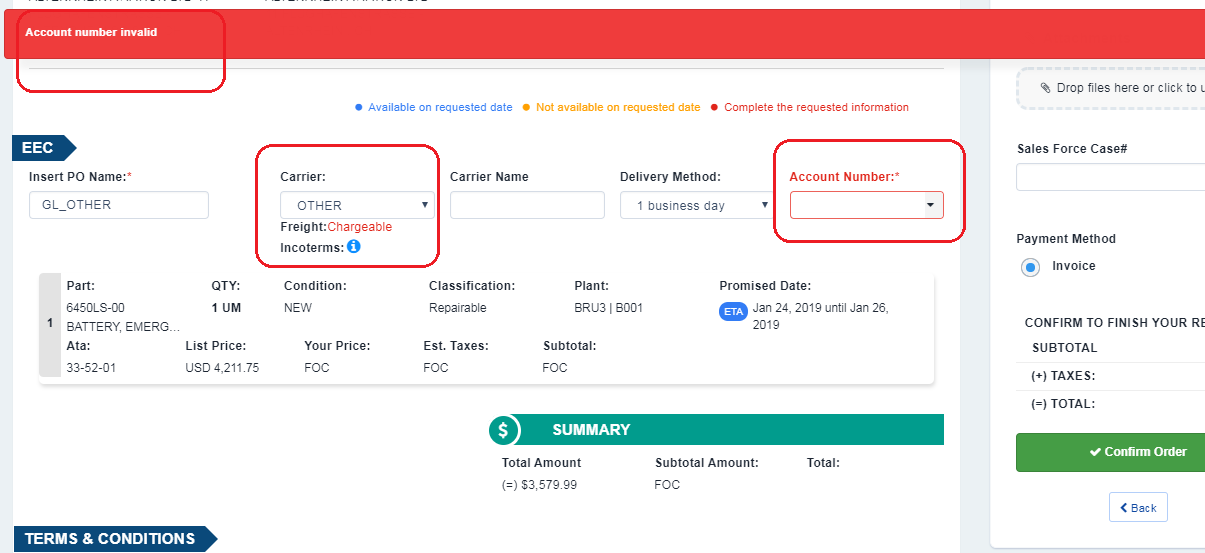 Account number invalid
Available on requested date Not available on requested date Complete the requested information
Drop files here or click to
EEC
Sales Force Case#
Insert PO Name:* Carrier: Carrier Name Delivery Method: Account Number:*
GL_OTHER OTHER 1 business day
Freight:Chargeable
Incoterms:
Payment Method
Invoice
Part: QTY: Condition: Classification: Plant: Promised Date:
1 6450LS-00 1 UM NEW Repairable BRU3 | B001 ETA Jan 24, 2019 until Jan 26,
BATTERY, EMERG... 2019
Ata: List Price: Your Price: Est. Taxes: Subtotal:
33-52-01 USD 4,211.75 FOC FOC FOC
CONFIRM TO FINISH YOUR
SUBTOTAL
(+) TAXES:
(=) TOTAL:
$ SUMMARY
Total Amount Subtotal Amount: Total:
(=) $3,579.99 FOC
Confirm Order
Back
TERMS & CONDITIONS